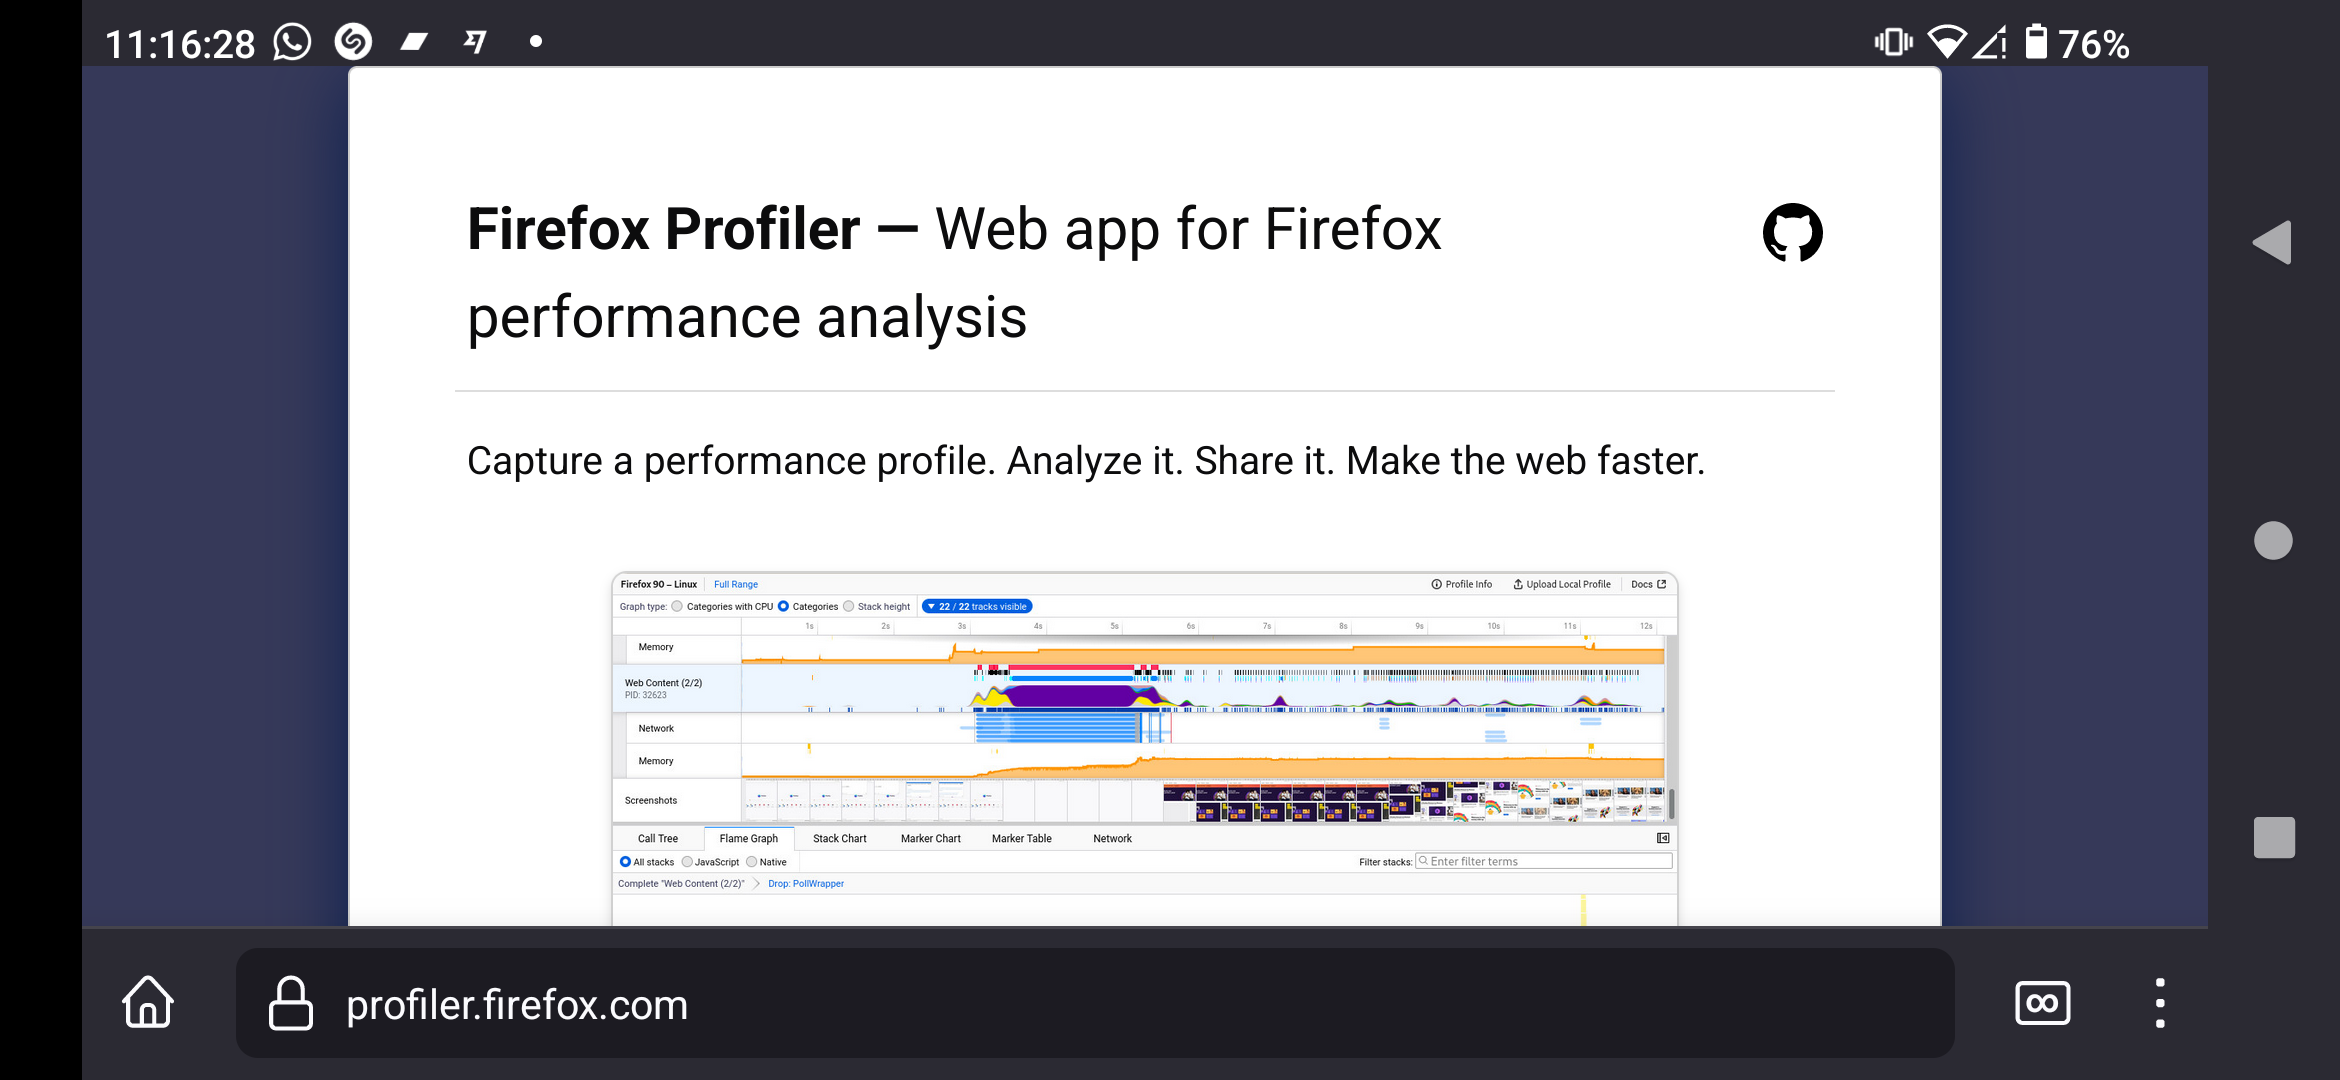 11:16:28
76%
Firefox Profiler — Web app for Firefox
performance analysis
Capture a performance profile. Analyze it. Share it. Make the web faster.
Firefox 90 – Linux Full Range Profile Info Upload Local Profile Docs
Graph type: Categories with CPU Categories Stack height 22 / 22 tracks visible
1s 2s 3s 4s 5s 6s 7s 8s 9s 10s 11s 12s
Memory
Web Content (2/2)
PID: 32623
Network
Memory
Screenshots
Call Tree Flame Graph Stack Chart Marker Chart Marker Table Network
All stacks JavaScript Native Filter stacks: Enter filter terms
Complete "Web Content (2/2)" Drop: PollWrapper
profiler.firefox.com
∞